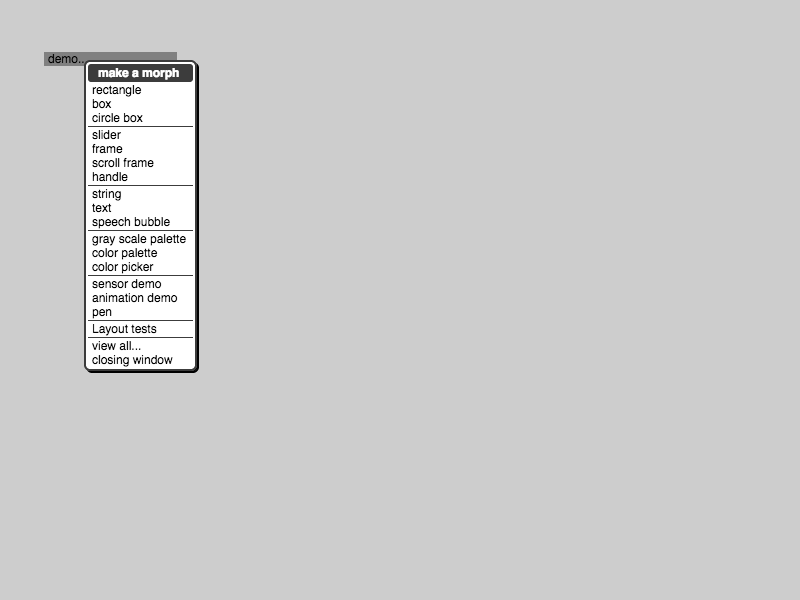 demo..
make a morph
rectangle
box
circle box
slider
frame
scroll frame
handle
string
text
speech bubble
gray scale palette
color palette
color picker
sensor demo
animation demo
pen
Layout tests
view all...
closing window